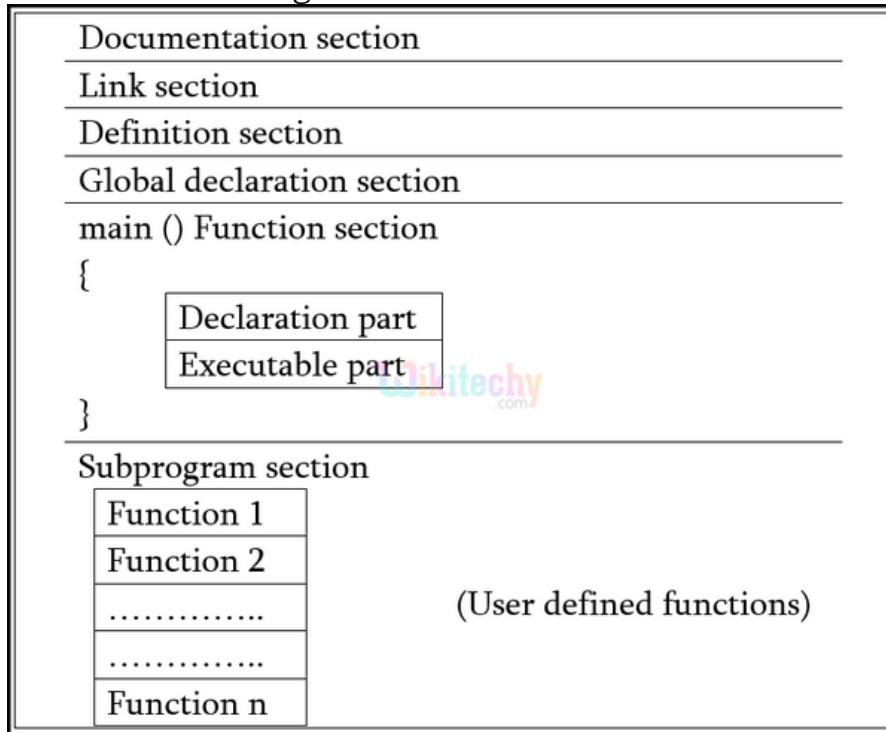 Documentation section
Link section
Definition section
Global declaration section
main () Function section
{
Declaration part
Executable part
Wikitechy
.com
}
Subprogram section
Function 1
Function 2
…………..
(User defined functions)
…………..
Function n